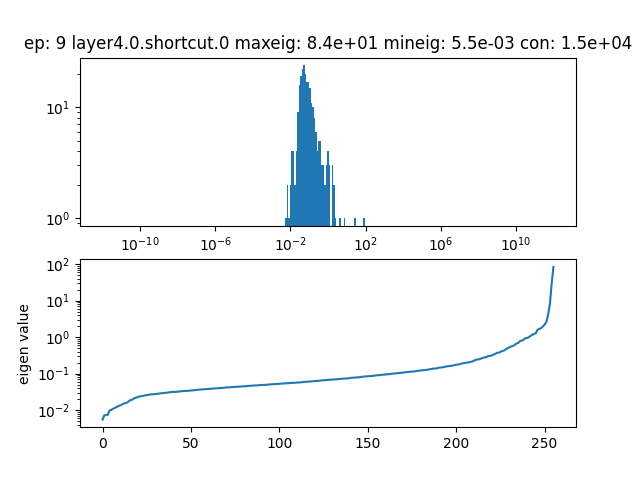 ep: 9 layer4.0.shortcut.0 maxeig: 8.4e+01 mineig: 5.5e-03 con: 1.5e+04
10¹
10⁰
10⁻¹⁰ 10⁻⁶ 10⁻² 10² 10⁶ 10¹⁰
10²
10¹
10⁰
10⁻¹
10⁻²
eigen value
0 50 100 150 200 250